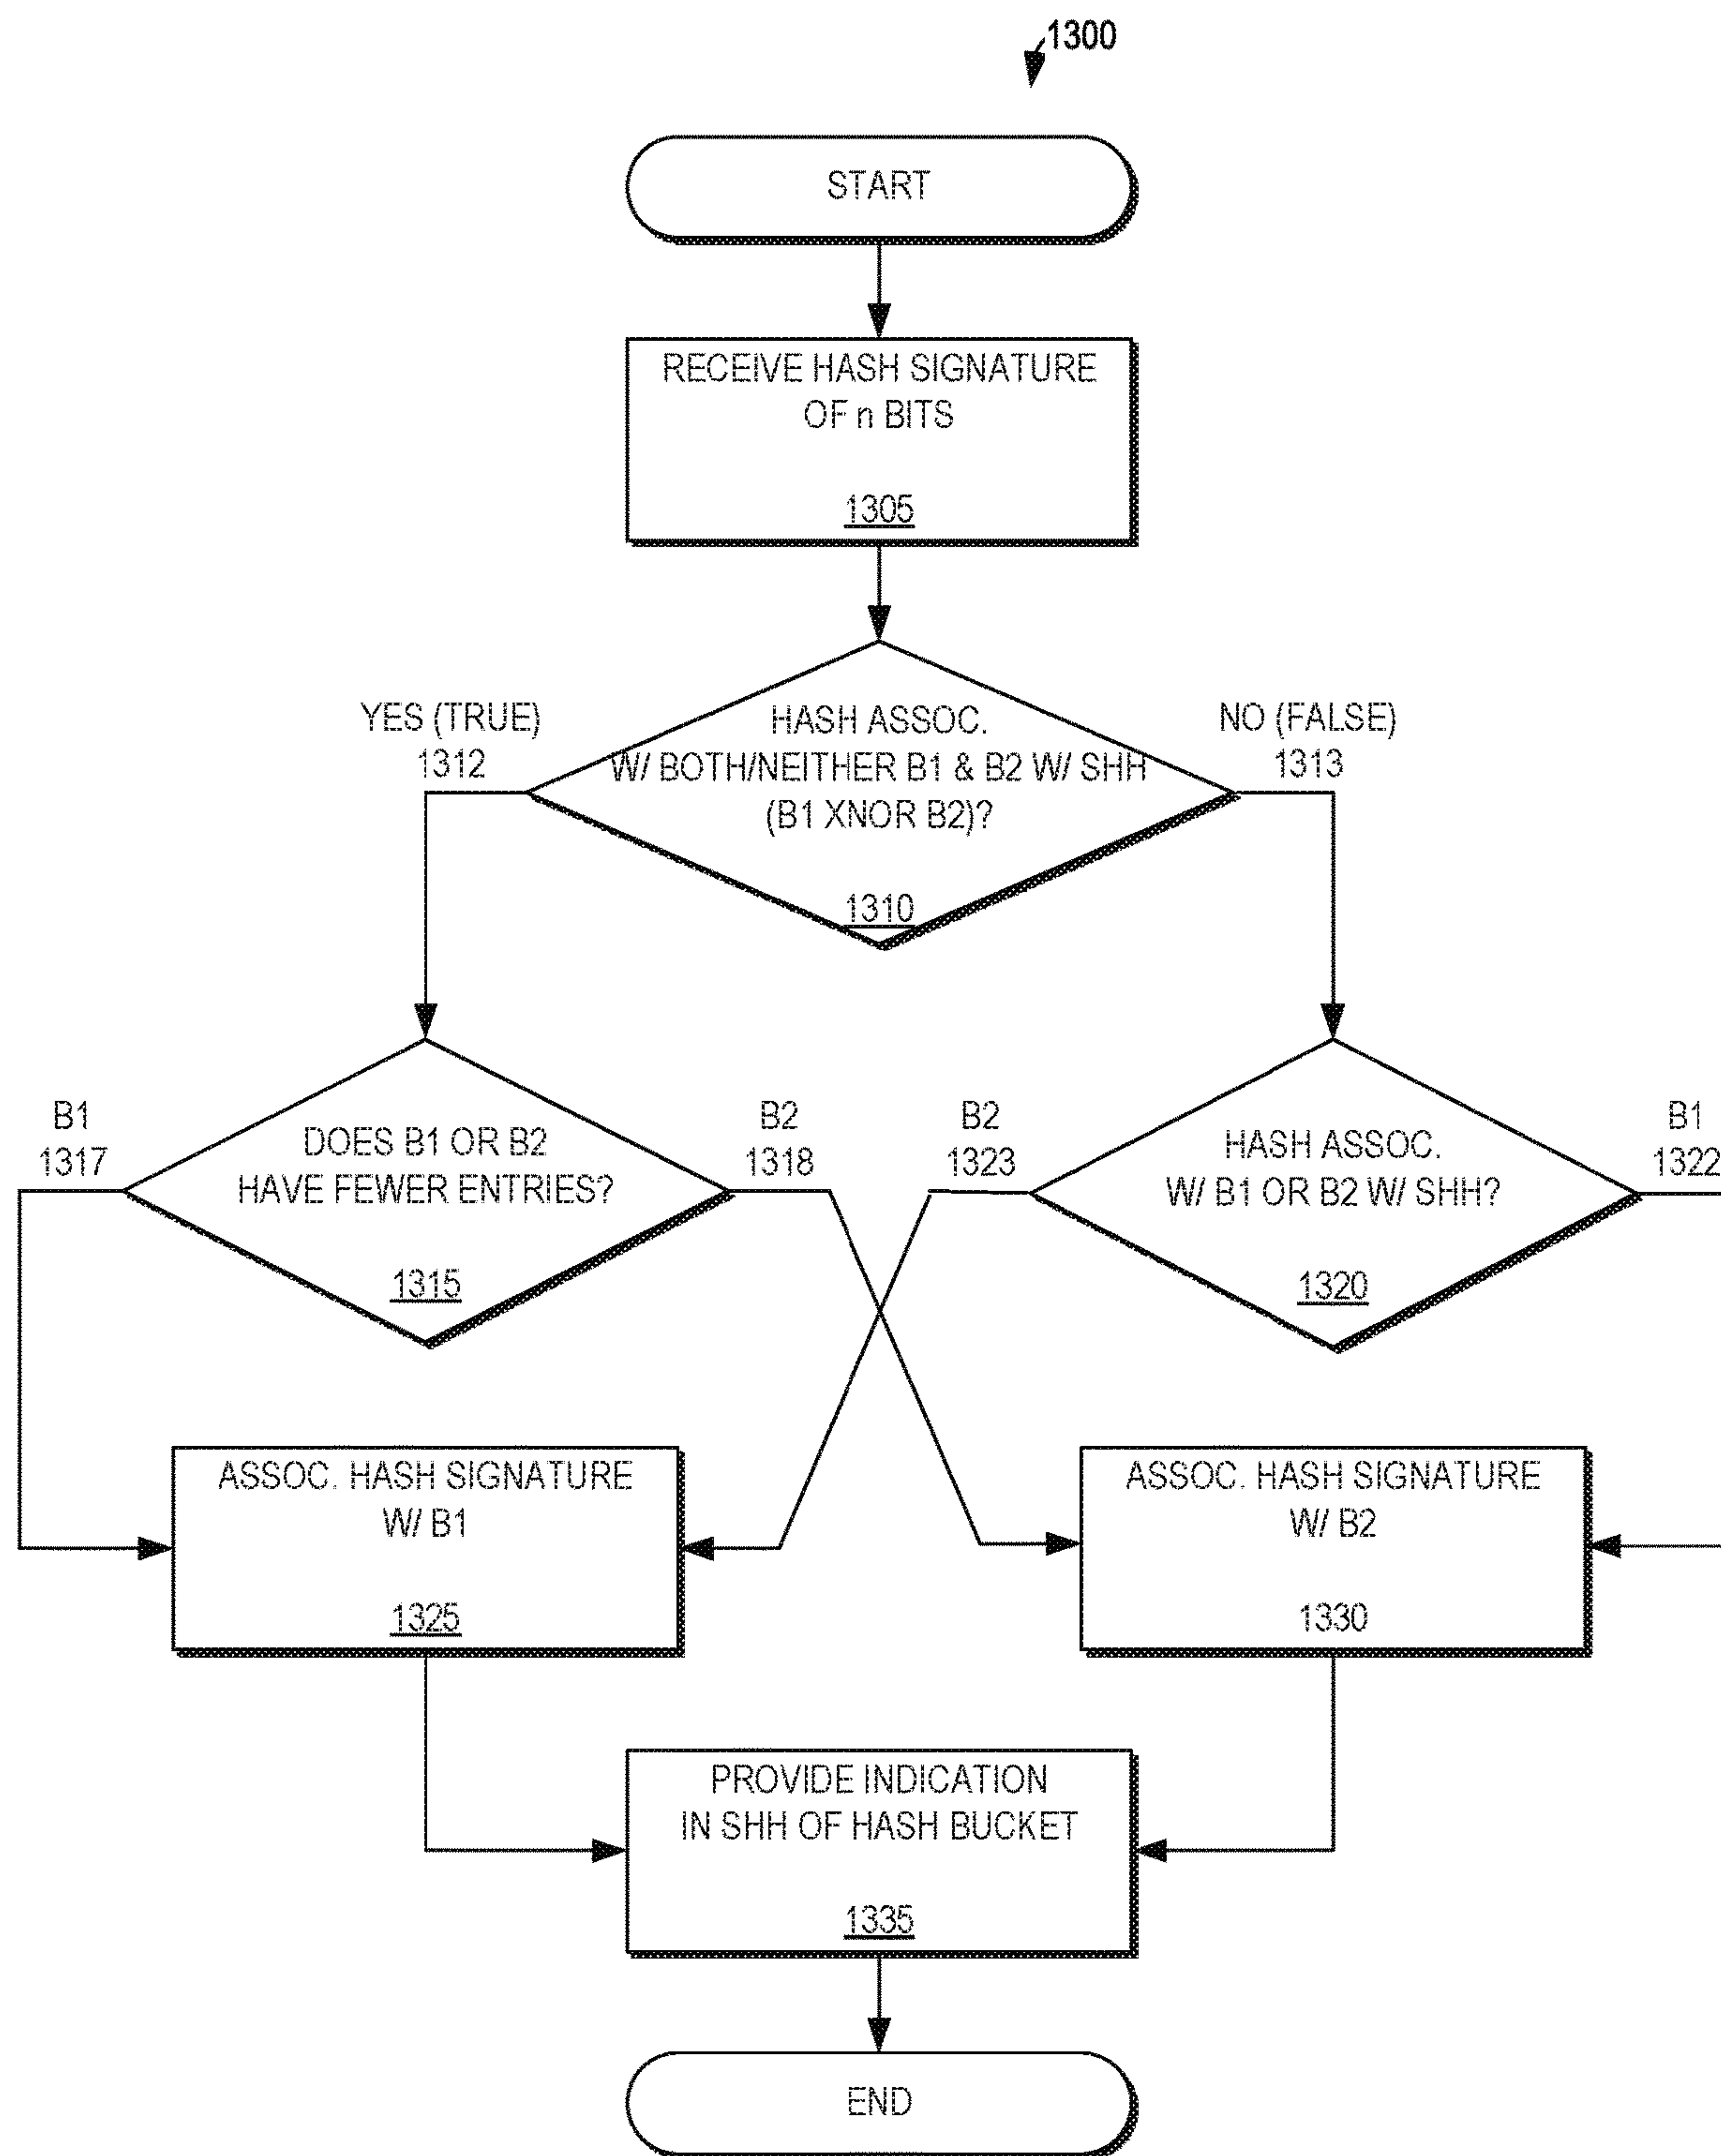 1300
START
RECEIVE HASH SIGNATURE
OF n BITS
1305
YES (TRUE)
1312
HASH ASSOC.
W/ BOTH/NEITHER B1 & B2 W/ SHH
(B1 XNOR B2)?
1310
NO (FALSE)
1313
B1
1317
DOES B1 OR B2
HAVE FEWER ENTRIES?
1315
B2
1318
B2
1323
HASH ASSOC.
W/ B1 OR B2 W/ SHH?
1320
B1
1322
ASSOC. HASH SIGNATURE
W/ B1
1325
ASSOC. HASH SIGNATURE
W/ B2
1330
PROVIDE INDICATION
IN SHH OF HASH BUCKET
1335
END